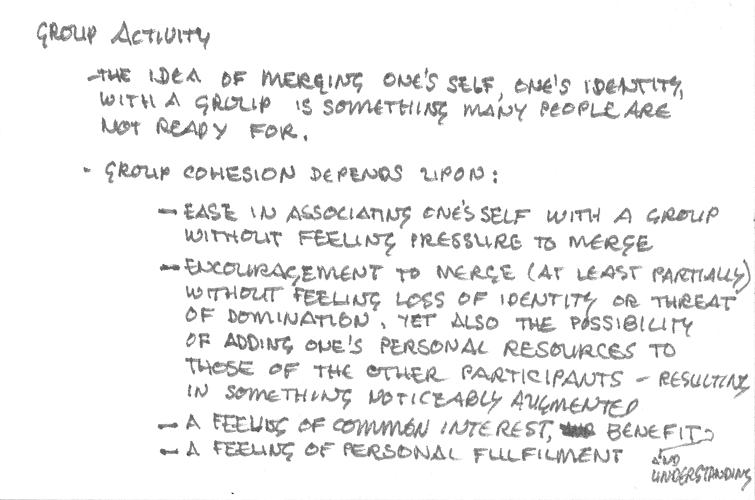 GROUP ACTIVITY
- THE IDEA OF MERGING ONE'S SELF, ONE'S IDENTITY,
WITH A GROUP IS SOMETHING MANY PEOPLE ARE
NOT READY FOR.
- GROUP COHESION DEPENDS UPON:
- EASE IN ASSOCIATING ONE'S SELF WITH A GROUP
WITHOUT FEELING PRESSURE TO MERGE
- ENCOURAGEMENT TO MERGE (AT LEAST PARTIALLY)
WITHOUT FEELING LOSS OF IDENTITY OR THREAT
OF DOMINATION. YET ALSO THE POSSIBILITY
OF ADDING ONE'S PERSONAL RESOURCES TO
THOSE OF THE OTHER PARTICIPANTS - RESULTING
IN SOMETHING NOTICEABLY AUGMENTED
- A FEELING OF COMMON INTEREST, BENEFIT
- A FEELING OF PERSONAL FULFILMENT
AND
UNDERSTANDING